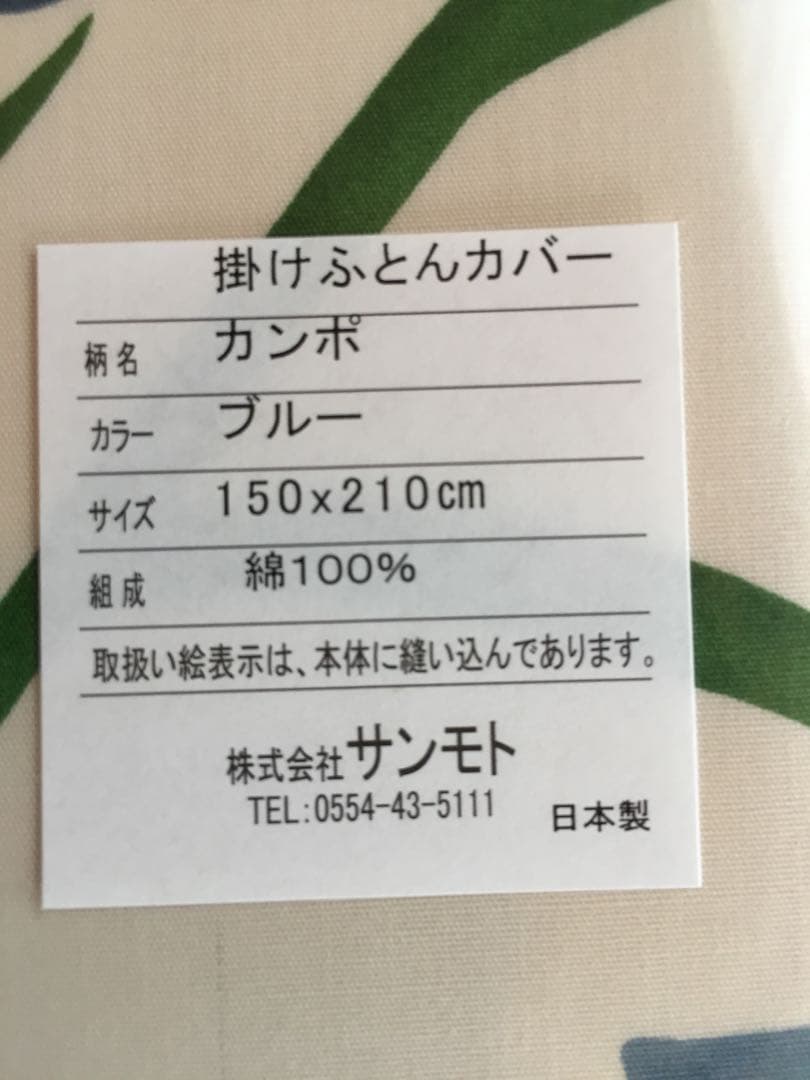 掛けふとんカバー
柄名 カンポ
カラー ブルー
サイズ 150x210cm
組成 綿100%
取扱い絵表示は、本体に縫い込んであります。
株式会社サンモト
TEL:0554-43-5111
日本製